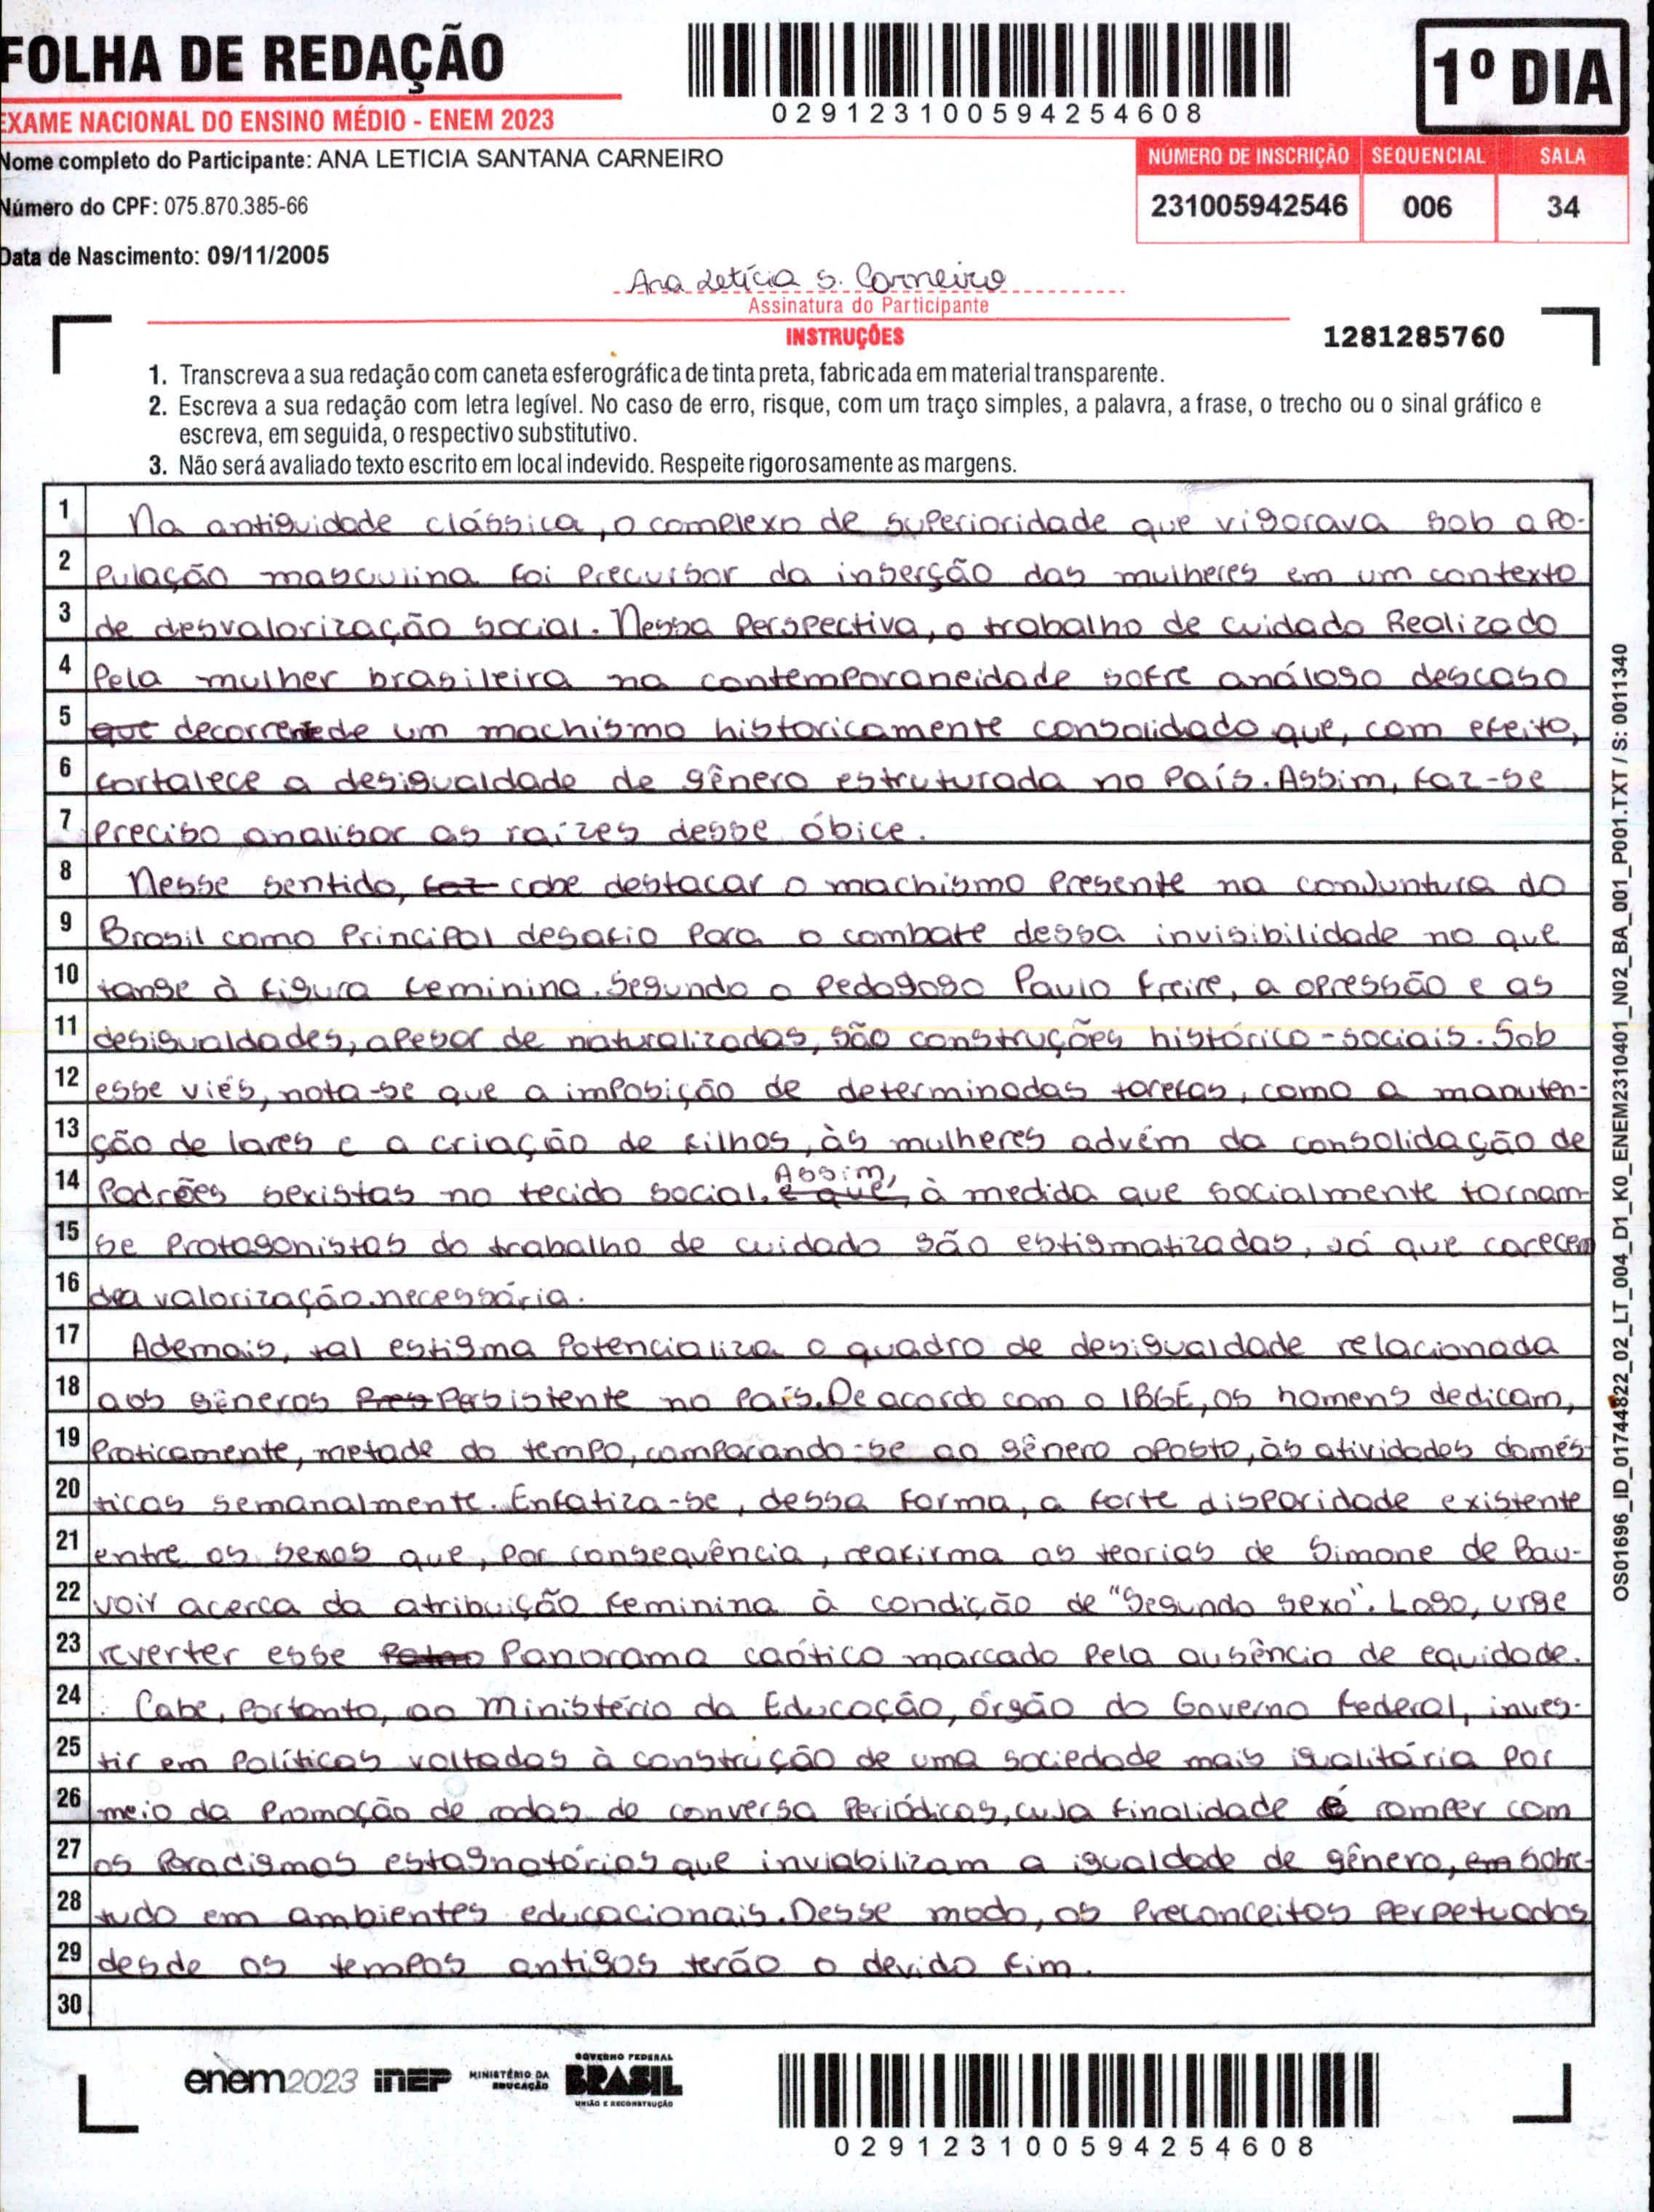 FOLHA DE REDAÇÃO
EXAME NACIONAL DO ENSINO MÉDIO - ENEM 2023
029123100594254608
1º DIA
Nome completo do Participante: ANA LETICIA SANTANA CARNEIRO
Número do CPF: 075.870.385-66
Data de Nascimento: 09/11/2005
NÚMERO DE INSCRIÇÃO SEQUENCIAL SALA
231005942546 006 34
Ana Letícia S. Carneiro
Assinatura do Participante
INSTRUÇÕES
1281285760
1. Transcreva a sua redação com caneta esferográfica de tinta preta, fabricada em material transparente.
2. Escreva a sua redação com letra legível. No caso de erro, risque, com um traço simples, a palavra, a frase, o trecho ou o sinal gráfico e
escreva, em seguida, o respectivo substitutivo.
3. Não será avaliado texto escrito em local indevido. Respeite rigorosamente as margens.
1 Na antiguidade clássica, o complexo de superioridade que vigorava sob a po-
2 pulação masculina foi precursor da inserção das mulheres em um contexto
3 de desvalorização social. Nessa perspectiva, o trabalho de cuidado Realizado
4 pela mulher brasileira na contemporaneidade sofre análogo descaso
5 que decorrente de um machismo historicamente consolidado que, com efeito,
6 fortalece a desigualdade de gênero estruturada no país. Assim, faz-se
7 preciso analisar as raízes desse óbice.
8 Nesse sentido, faz cabe destacar o machismo presente na conjuntura do
9 Brasil como principal desafio para o combate dessa invisibilidade no que
10 tange à figura feminina. Segundo o pedagogo Paulo Freire, a opressão e as
11 desigualdades, apesar de naturalizadas, são construções histórico-sociais. Sob
12 esse viés, nota-se que a imposição de determinadas tarefas, como a manuten-
13 ção de lares e a criação de filhos, às mulheres advém da consolidação de
14 padrões sexistas no tecido social. e que, Assim, à medida que socialmente tornam-
15 se protagonistas do trabalho de cuidado são estigmatizadas, já que carecem
16 da valorização necessária.
17 Ademais, tal estigma potencializa o quadro de desigualdade relacionada
18 aos gêneros Pres persistente no país. De acordo com o IBGE, os homens dedicam,
19 praticamente, metade do tempo, comparando-se ao gênero oposto, às atividades domés-
20 ticas semanalmente. Enfatiza-se, dessa forma, a forte disparidade existente
21 entre os sexos que, por consequência, reafirma as teorias de Simone de Bau-
22 voir acerca da atribuição feminina à condição de "Segundo sexo". Logo, urge
23 reverter esse panorama caótico marcado pela ausência de equidade.
24 Cabe, portanto, ao Ministério da Educação, órgão do Governo Federal, inves-
25 tir em políticas voltadas à construção de uma sociedade mais igualitária por
26 meio da promoção de rodas de conversa periódicas, cuja finalidade é romper com
27 os paradigmas estagnatórios que inviabilizam a igualdade de gênero, em sobre-
28 tudo em ambientes educacionais. Desse modo, os preconceitos perpetuados
29 desde os tempos antigos terão o devido fim.
30
OS01696_ID_01744822_02_LT_004_D1_K0_ENEM2310401_N02_BA_001_P001.TXT / S: 0011340
enem2023 inep MINISTÉRIO DA EDUCAÇÃO GOVERNO FEDERAL BRASIL UNIÃO E RECONSTRUÇÃO
029123100594254608